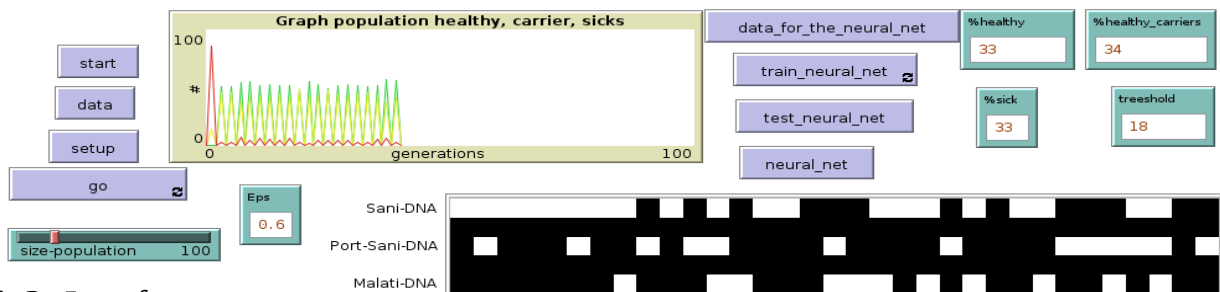 Graph population healthy, carrier, sicks
100
#
0
0
generations
100
start
data
setup
go
size-population
100
Eps
0.6
data_for_the_neural_net
train_neural_net
test_neural_net
neural_net
%healthy
33
%healthy_carriers
34
%sick
33
treeshold
18
Sani-DNA
Port-Sani-DNA
Malati-DNA